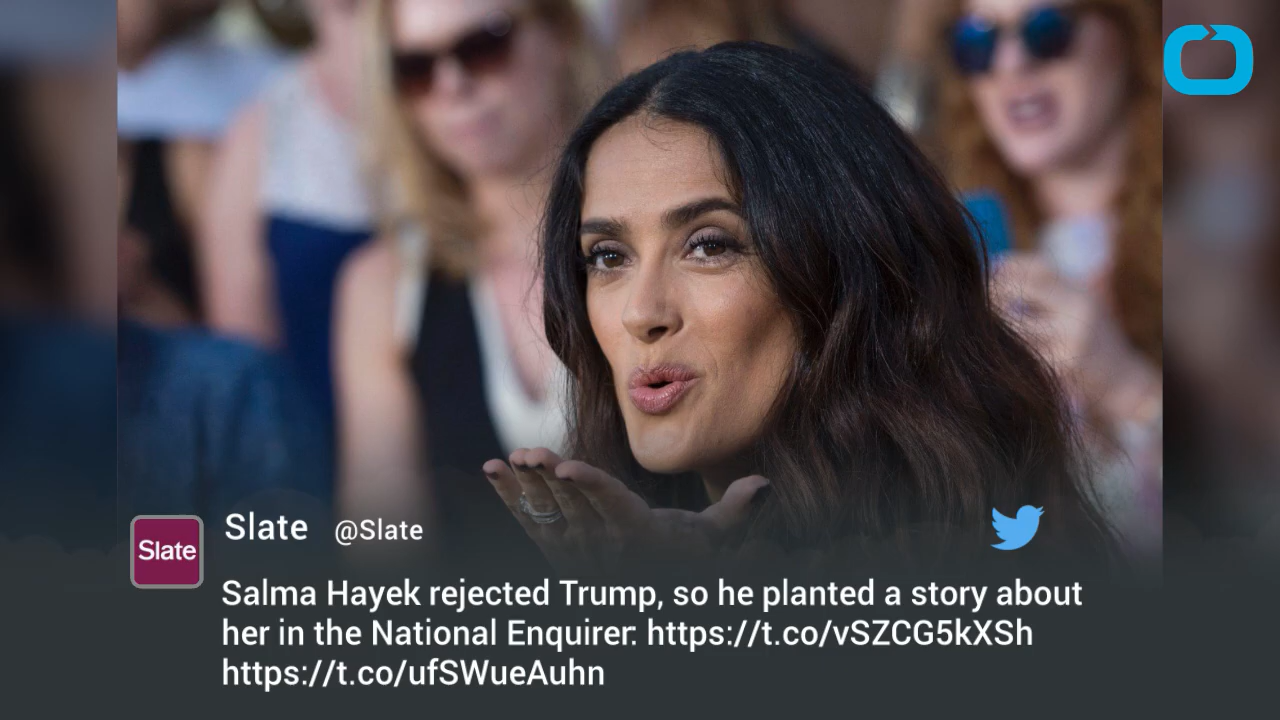 Slate @Slate
Slate
Salma Hayek rejected Trump, so he planted a story about
her in the National Enquirer: https://t.co/vSZCG5kXSh
https://t.co/ufSWueAuhn